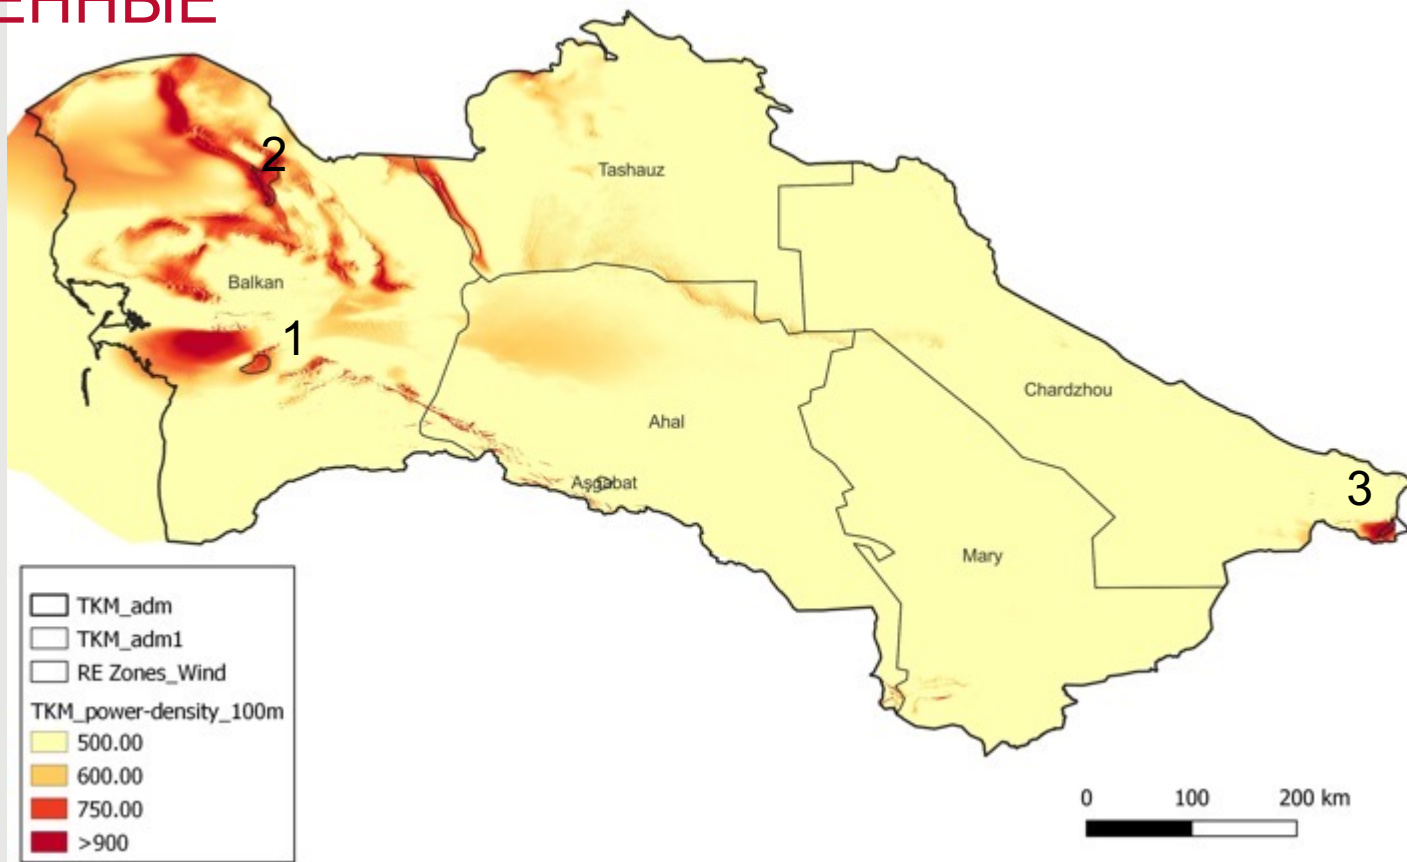 ЕННЫЕ
2
Tashauz
Balkan
1
Chardzhou
Ahal
Aşgabat
3
Mary
TKM_adm
TKM_adm1
RE Zones_Wind
TKM_power-density_100m
500.00
600.00
750.00
>900
0 100 200 km